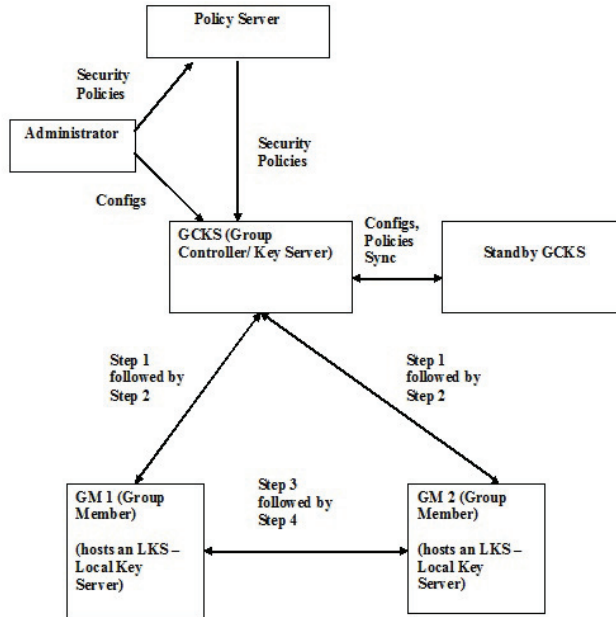 Policy Server
Security
Policies
Administrator
Security
Policies
Configs
GCKS (Group
Controller/ Key Server)
Configs,
Policies
Sync
Standby GCKS
Step 1
followed by
Step 2
Step 1
followed by
Step 2
GM 1 (Group
Member)
(hosts an LKS –
Local Key
Server)
Step 3
followed by
Step 4
GM 2 (Group
Member)
(hosts an LKS –
Local Key
Server)